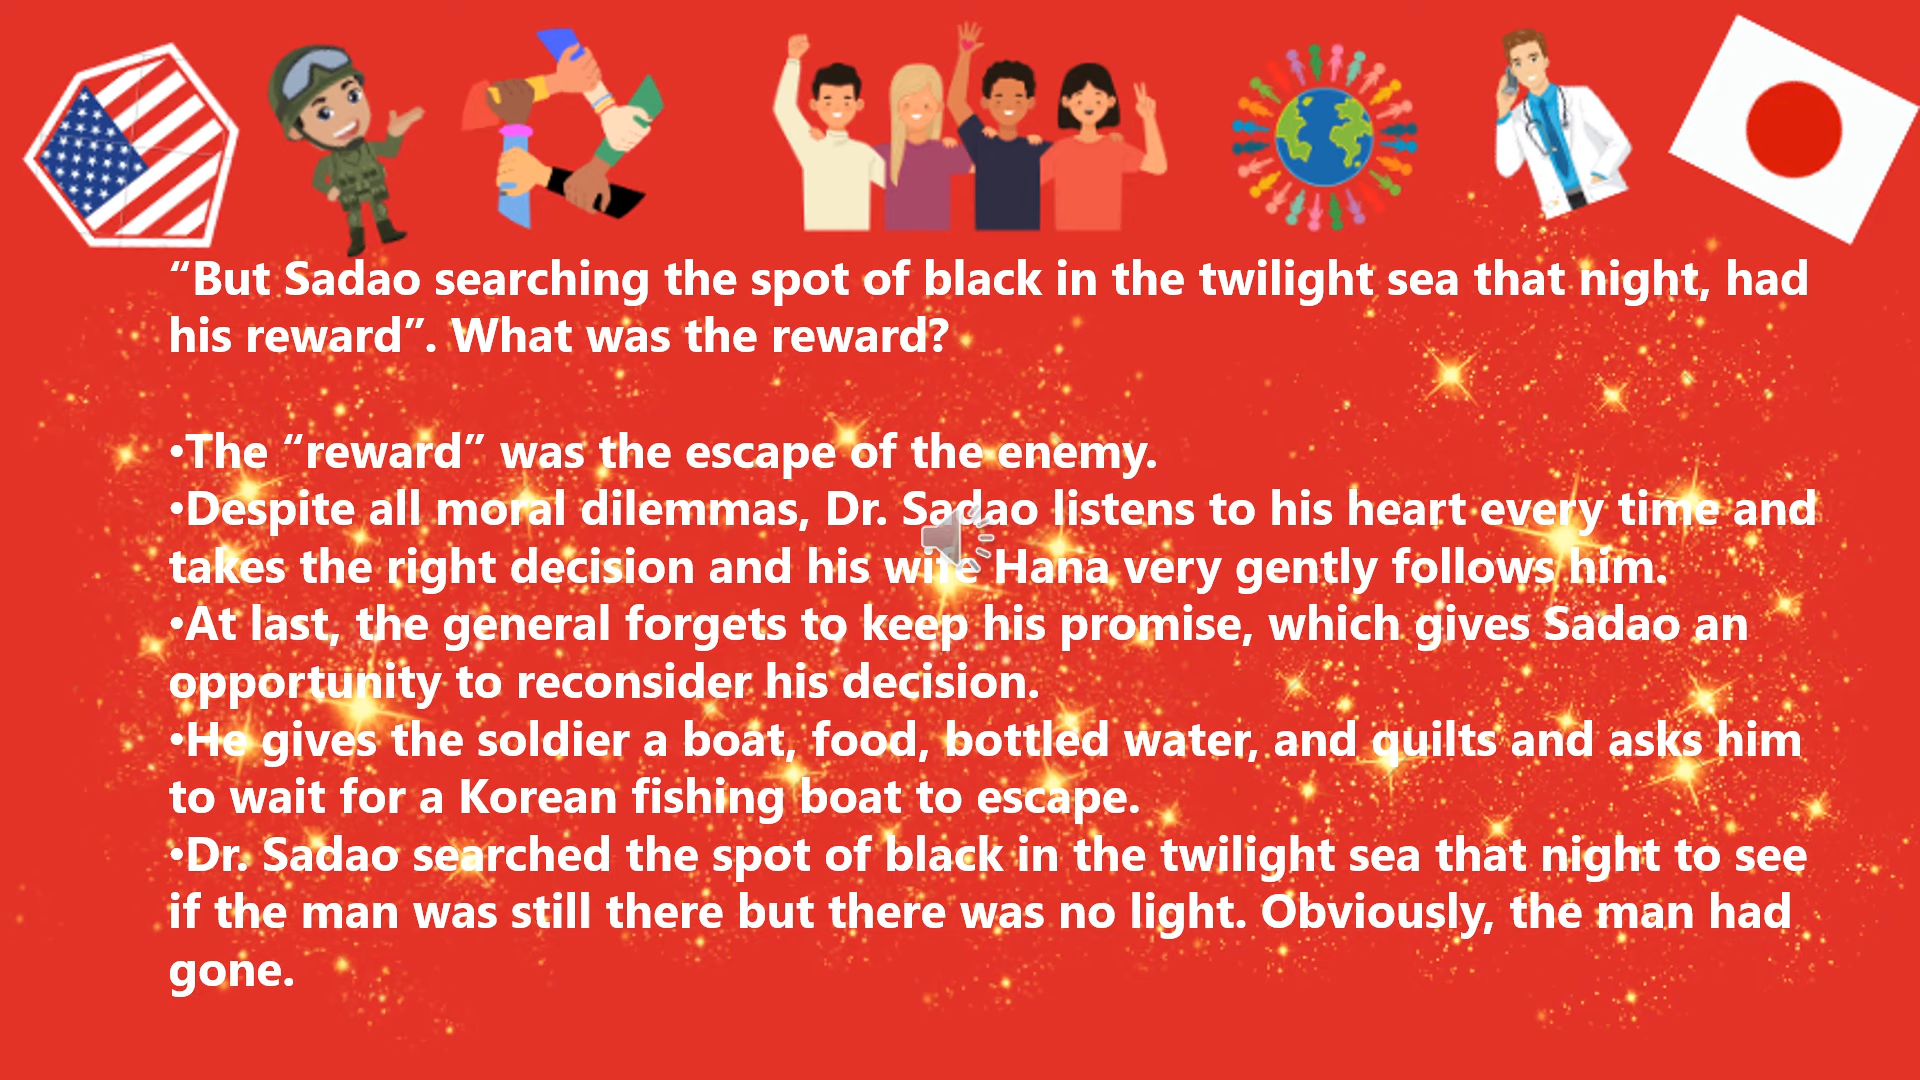 “But Sadao searching the spot of black in the twilight sea that night, had
his reward”. What was the reward?
•The “reward” was the escape of the enemy.
•Despite all moral dilemmas, Dr. Sadao listens to his heart every time and
takes the right decision and his wife Hana very gently follows him.
•At last, the general forgets to keep his promise, which gives Sadao an
opportunity to reconsider his decision.
•He gives the soldier a boat, food, bottled water, and quilts and asks him
to wait for a Korean fishing boat to escape.
•Dr. Sadao searched the spot of black in the twilight sea that night to see
if the man was still there but there was no light. Obviously, the man had
gone.